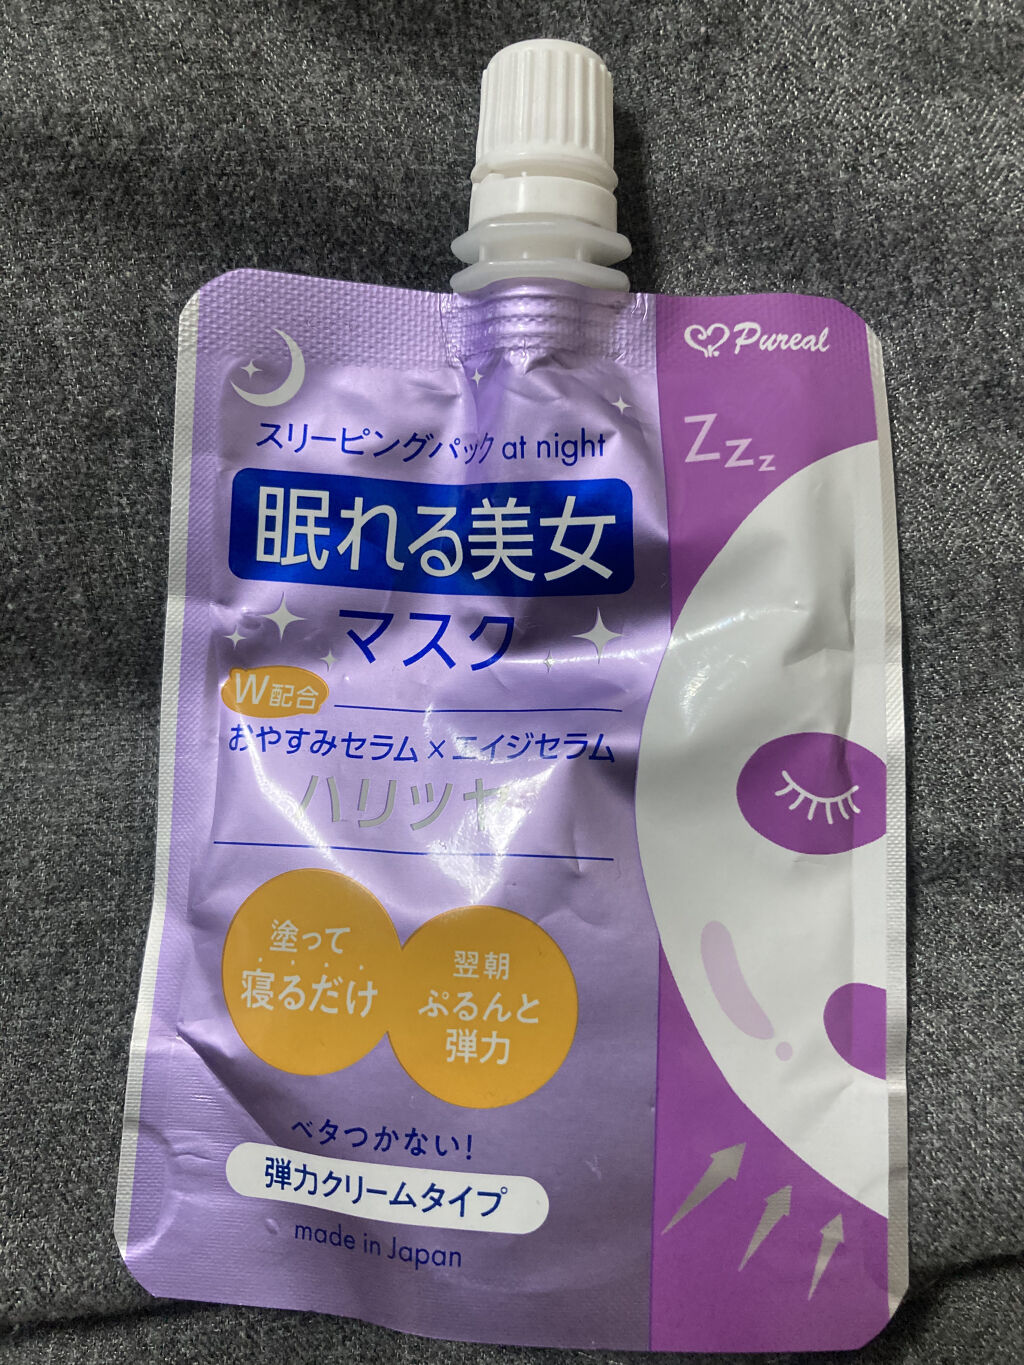 Pureal
スリーピングパック at night
Zzz
眠れる美女
マスク
W配合
おやすみセラム×エイジセラム
ハリツヤ
塗って
寝るだけ
翌朝
ぷるんと
弾力
ベタつかない!
弾力クリームタイプ
made in Japan